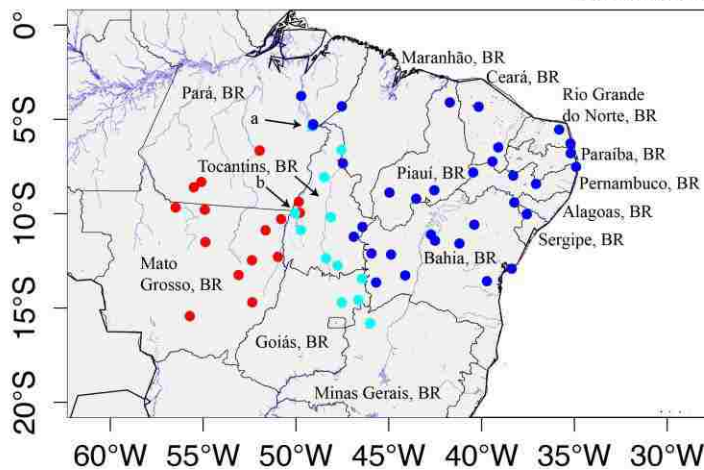 0°
5°S
10°S
15°S
20°S
Maranhão, BR
Ceará, BR
Pará, BR
Rio Grande
do Norte, BR
a
Tocantins, BR
b
Piauí, BR
Paraíba, BR
Pernambuco, BR
Alagoas, BR
Sergipe, BR
Bahia, BR
Mato
Grosso, BR
Goiás, BR
Minas Gerais, BR
60°W 55°W 50°W 45°W 40°W 35°W 30°W